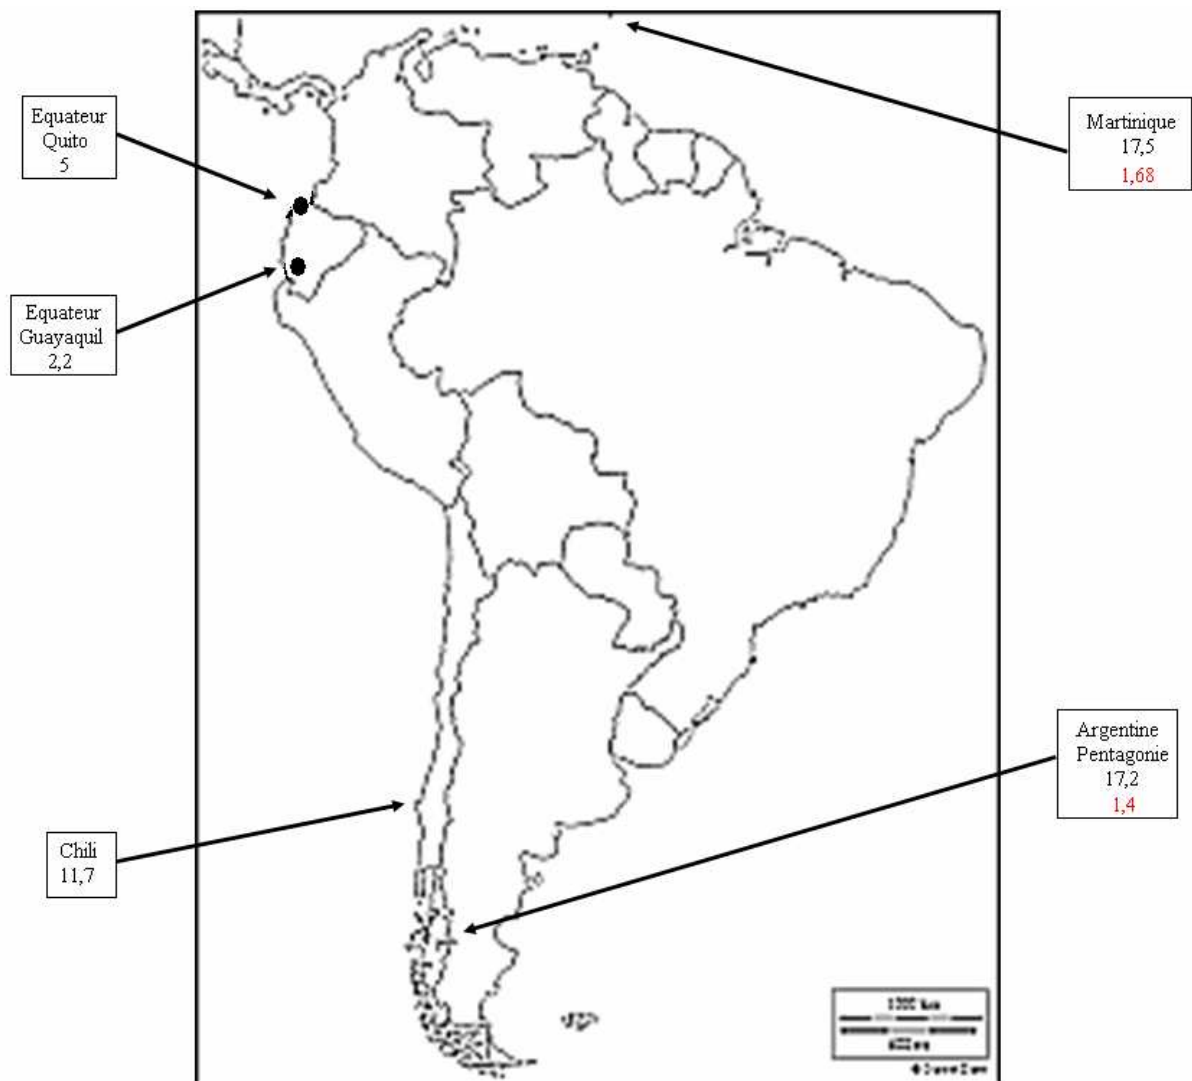 Equateur
Quito
5
Martinique
17,5
1,68
Equateur
Guayaquil
2,2
Argentine
Pentagonie
17,2
1,4
Chili
11,7